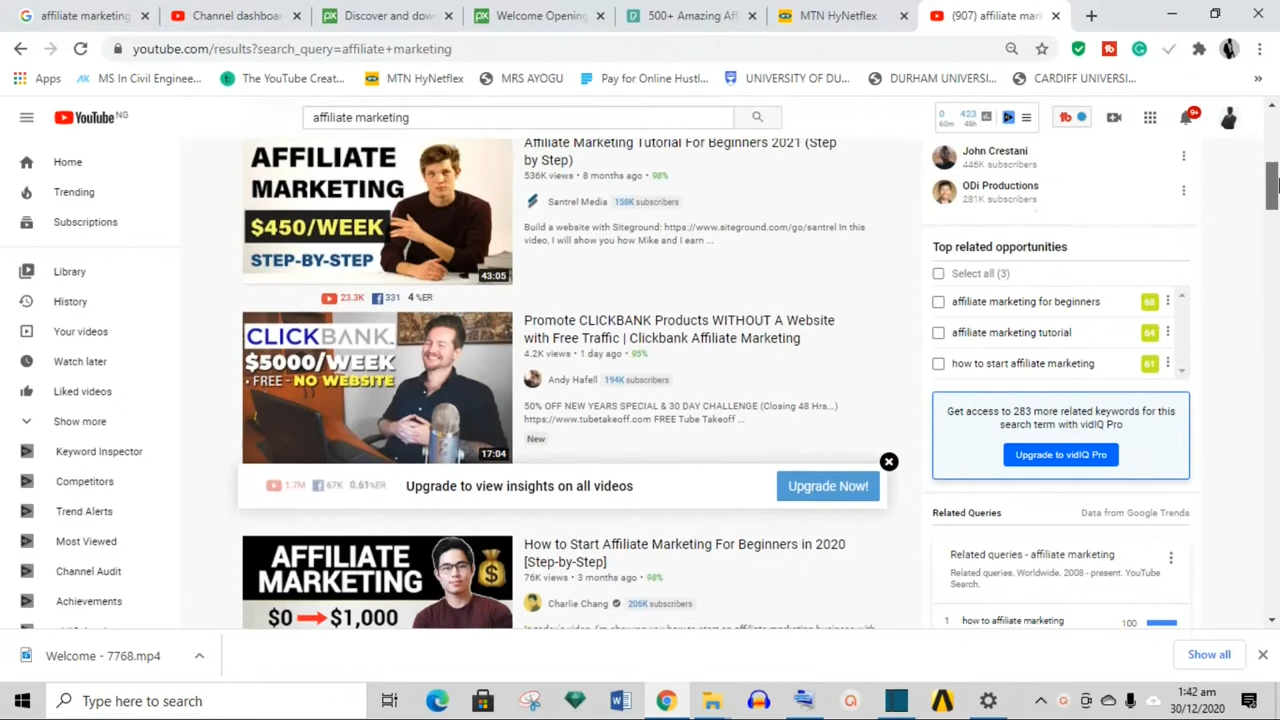 affiliate marketing
Channel dashboar
Discover and dow
Welcome Opening
500+ Amazing Aff
MTN HyNetflex
(907) affiliate mar
youtube.com/results?search_query=affiliate+marketing
Apps
MS In Civil Enginee...
The YouTube Creat...
MTN HyNetflex
MRS AYOGU
Pay for Online Hustl...
UNIVERSITY OF DU...
DURHAM UNIVERSI...
CARDIFF UNIVERSI...
»
YouTube NG
affiliate marketing
0 423
60m 48h
tb
9+
Home
Trending
Subscriptions
Library
History
Your videos
Watch later
Liked videos
Show more
Keyword Inspector
Competitors
Trend Alerts
Most Viewed
Channel Audit
Achievements
AFFILIATE
MARKETING
$450/WEEK
STEP-BY-STEP
43:05
Affiliate Marketing Tutorial For Beginners 2021 (Step
by Step)
536K views • 8 months ago • 98%
Santrel Media 158K subscribers
Build a website with Siteground: https://www.siteground.com/go/santrel In this
video, I will show you how Mike and I earn ...
23.3K 331 4 %ER
CLICKBANK
$5000/WEEK
• FREE - NO WEBSITE
17:04
Promote CLICKBANK Products WITHOUT A Website
with Free Traffic | Clickbank Affiliate Marketing
4.2K views • 1 day ago • 95%
Andy Hafell 194K subscribers
50% OFF NEW YEARS SPECIAL & 30 DAY CHALLENGE (Closing 48 Hrs...)
https://www.tubetakeoff.com FREE Tube Takeoff ...
New
1.7M 67K 0.61%ER
Upgrade to view insights on all videos
Upgrade Now!
AFFILIATE
MARKETING
$0 $1,000
How to Start Affiliate Marketing For Beginners in 2020
[Step-by-Step]
76K views • 3 months ago • 98%
Charlie Chang 206K subscribers
John Crestani
446K subscribers
ODi Productions
281K subscribers
Top related opportunities
Select all (3)
affiliate marketing for beginners 68
affiliate marketing tutorial 64
how to start affiliate marketing 61
Get access to 283 more related keywords for this
search term with vidIQ Pro
Upgrade to vidIQ Pro
Related Queries Data from Google Trends
Related queries - affiliate marketing
Related queries. Worldwide. 2008 - present. YouTube
Search.
1 how to affiliate marketing 100
Welcome - 7768.mp4
Show all
Type here to search
1:42 am
30/12/2020